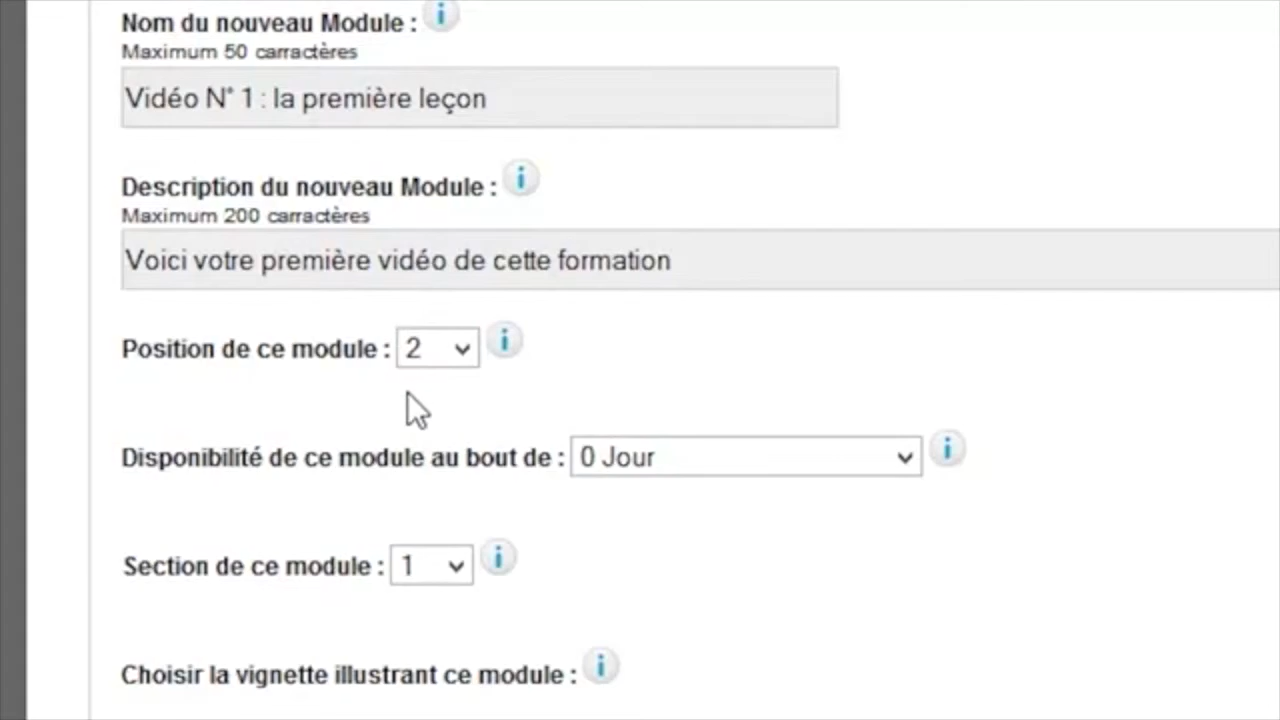 Nom du nouveau Module :
Maximum 50 carractères
Vidéo N° 1 : la première leçon
Description du nouveau Module :
Maximum 200 carractères
Voici votre première vidéo de cette formation
Position de ce module : 2
Disponibilité de ce module au bout de : 0 Jour
Section de ce module : 1
Choisir la vignette illustrant ce module :